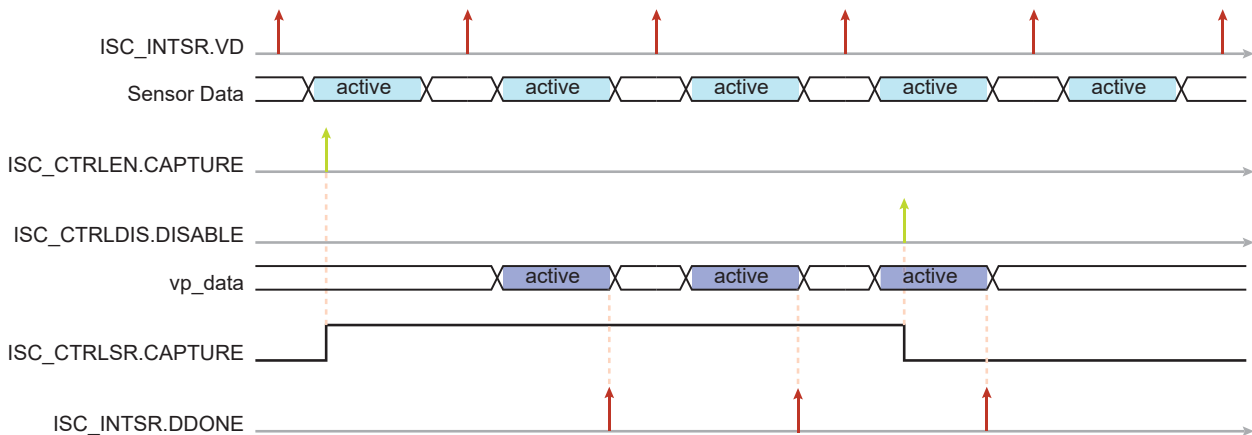 ISC_INTSR.VD
Sensor Data active active active active active
ISC_CTRLEN.CAPTURE
ISC_CTRLDIS.DISABLE
vp_data active active active
ISC_CTRLSR.CAPTURE
ISC_INTSR.DDONE